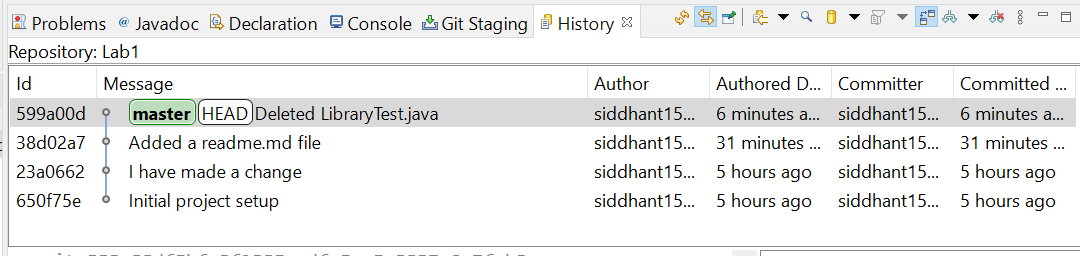 Problems Javadoc Declaration Console Git Staging History
Repository: Lab1
Id Message Author Authored D... Committer Committed ...
599a00d master HEAD Deleted LibraryTest.java siddhant15... 6 minutes a... siddhant15... 6 minutes a...
38d02a7 Added a readme.md file siddhant15... 31 minutes ... siddhant15... 31 minutes ...
23a0662 I have made a change siddhant15... 5 hours ago siddhant15... 5 hours ago
650f75e Initial project setup siddhant15... 5 hours ago siddhant15... 5 hours ago